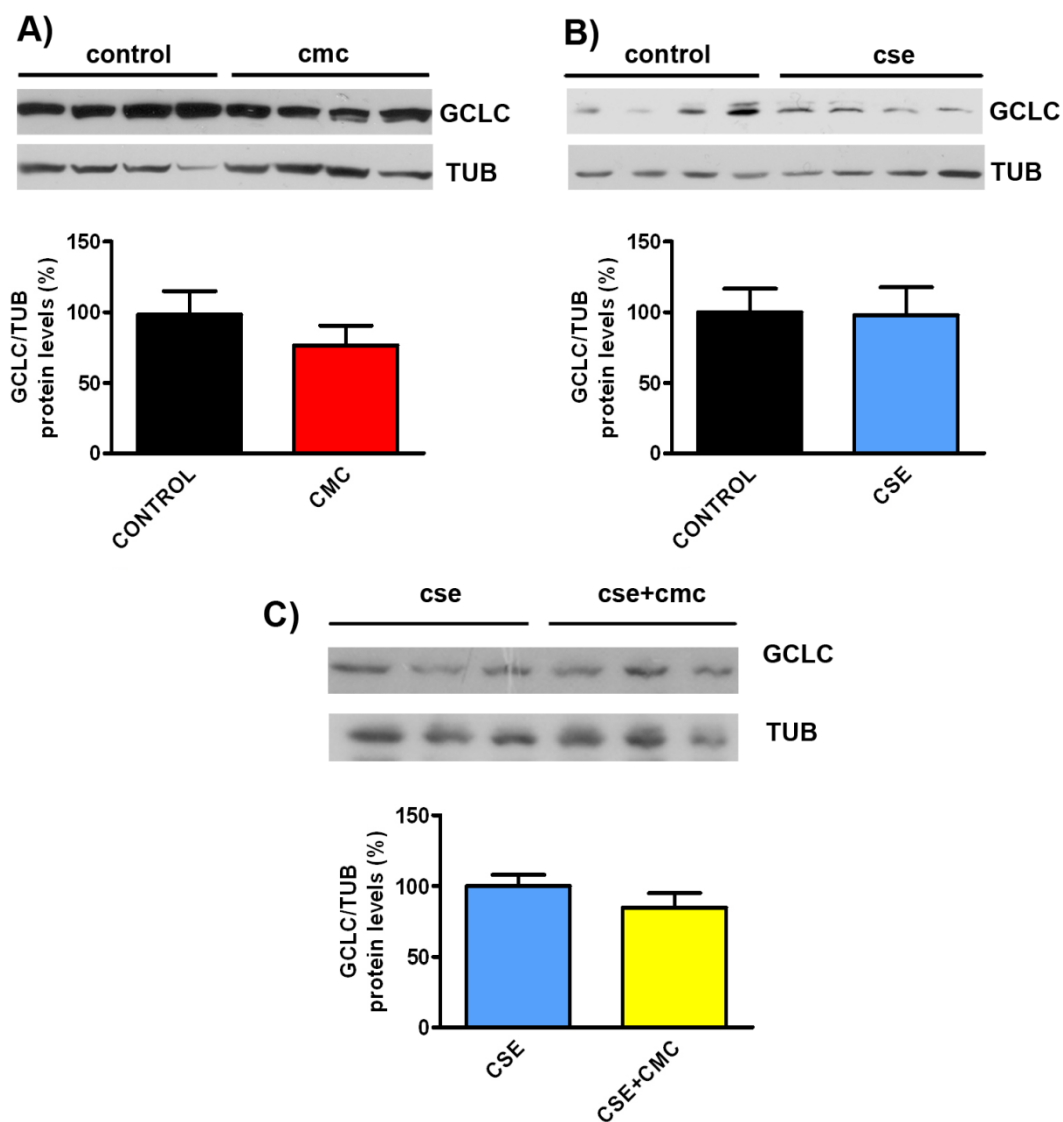 A)
control cmc
GCLC
TUB
150
100
50
0
GCLC/TUB
protein levels (%)
CONTROL
CMC
B)
control cse
GCLC
TUB
150
100
50
0
GCLC/TUB
protein levels (%)
CONTROL
CSE
C)
cse cse+cmc
GCLC
TUB
150
100
50
0
GCLC/TUB
protein levels (%)
CSE
CSE+CMC